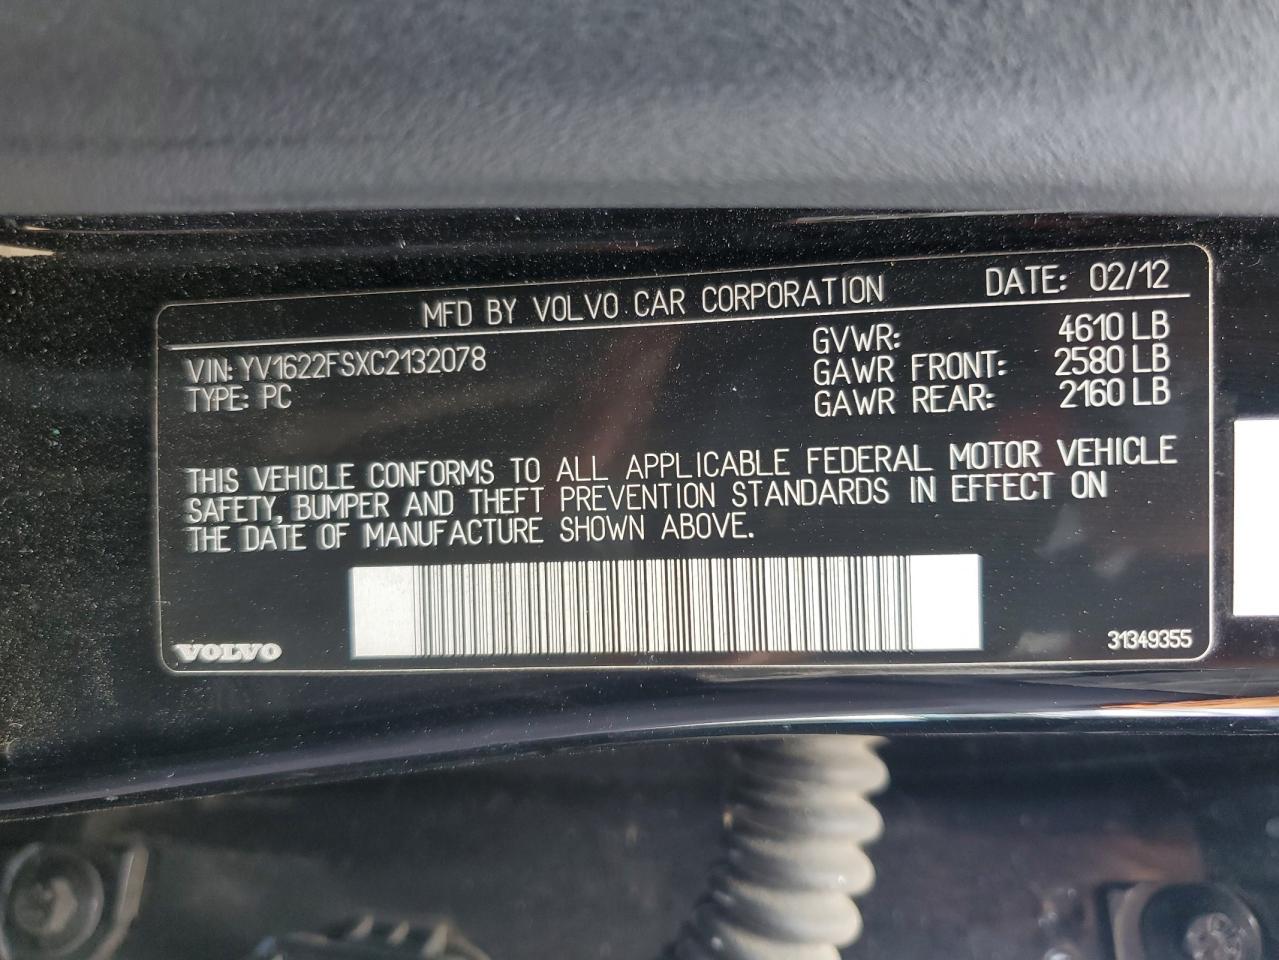 MFD BY VOLVO CAR CORPORATION DATE: 02/12
VIN: YV1622FSXC2132078 GVWR: 4610 LB
TYPE: PC GAWR FRONT: 2580 LB
GAWR REAR: 2160 LB
THIS VEHICLE CONFORMS TO ALL APPLICABLE FEDERAL MOTOR VEHICLE
SAFETY, BUMPER AND THEFT PREVENTION STANDARDS IN EFFECT ON
THE DATE OF MANUFACTURE SHOWN ABOVE.
VOLVO 31349355